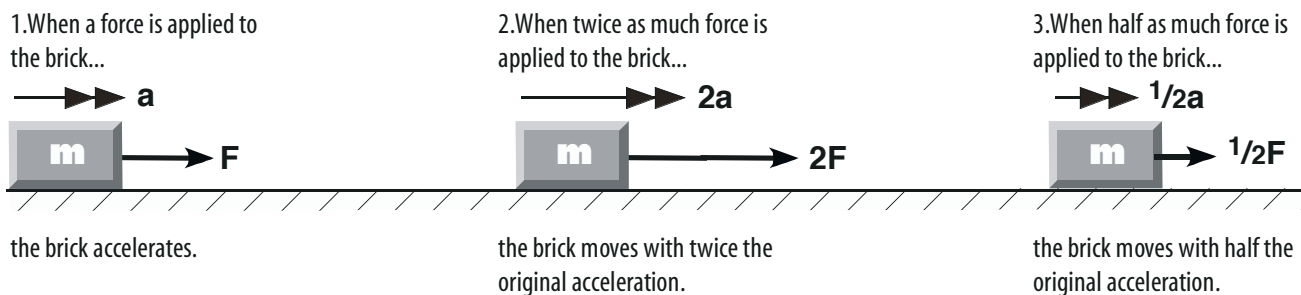 1.When a force is applied to
the brick...
a
m
F
the brick accelerates.
2.When twice as much force is
applied to the brick...
2a
m
2F
the brick moves with twice the
original acceleration.
3.When half as much force is
applied to the brick...
1/2a
m
1/2F
the brick moves with half the
original acceleration.